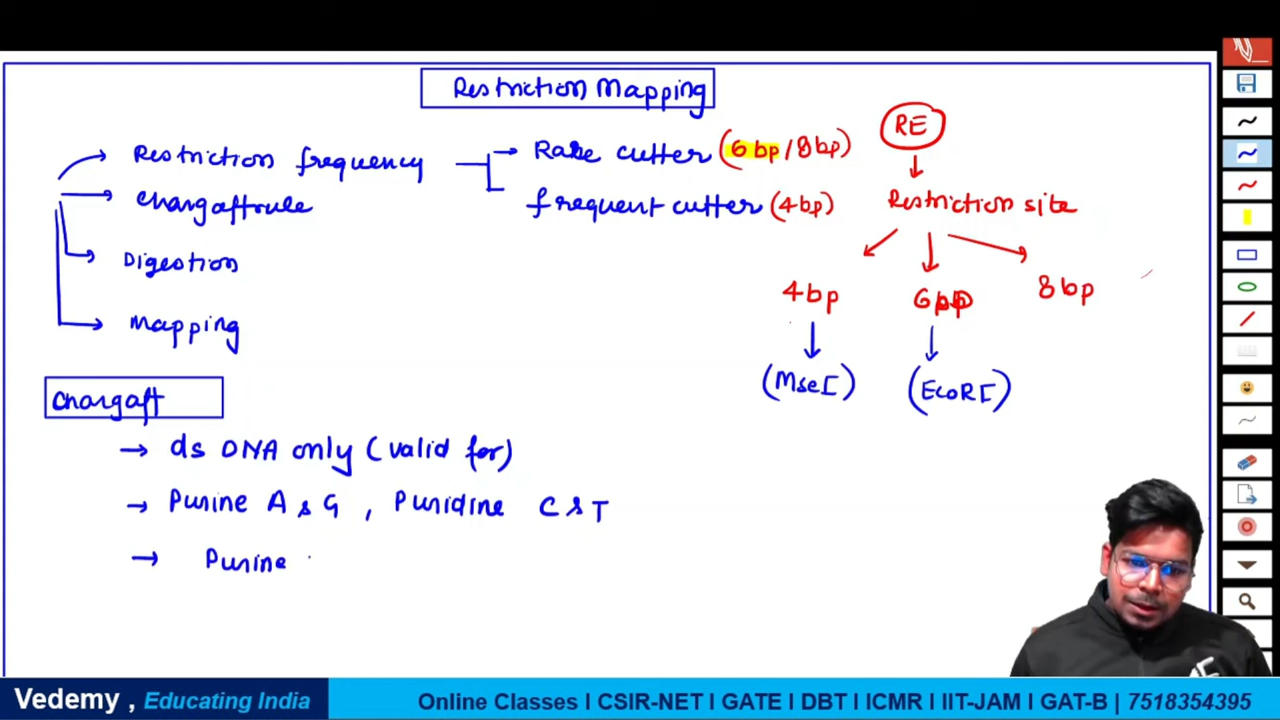 Restriction Mapping
Restriction frequency
Rare cutter (6bp/8bp)
frequent cutter (4bp)
Chargaff rule
Digestion
Mapping
RE
Restriction site
4bp
6bp
8bp
(MseI)
(EcoRI)
Chargaff
→ ds DNA only (valid for)
→ Purine A & G , Puridine C & T
→ Purine
Vedemy , Educating India
Online Classes I CSIR-NET I GATE I DBT I ICMR I IIT-JAM I GAT-B I 7518354395